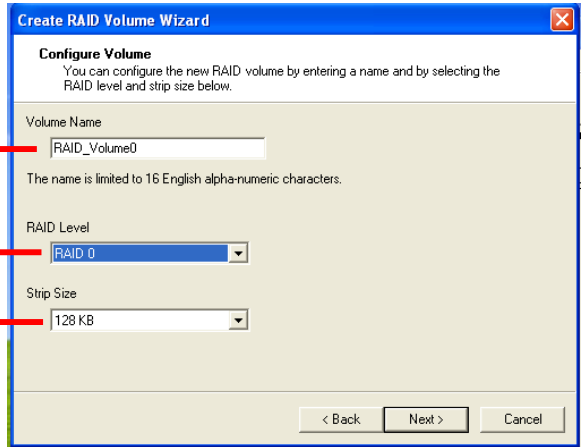 Create RAID Volume Wizard
Configure Volume
You can configure the new RAID volume by entering a name and by selecting the
RAID level and strip size below.
Volume Name
RAID_Volume0
The name is limited to 16 English alpha-numeric characters.
RAID Level
RAID 0
Strip Size
128 KB
< Back
Next >
Cancel